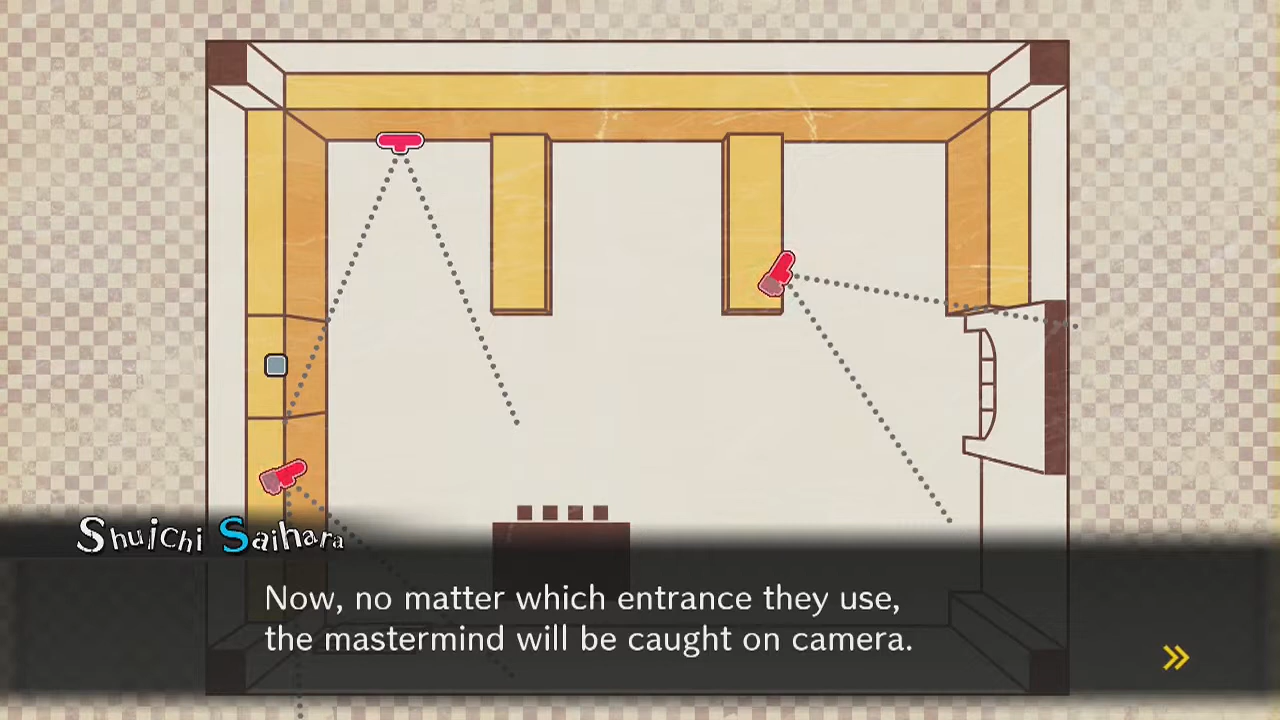 Shuichi Saihara
Now, no matter which entrance they use,
the mastermind will be caught on camera.